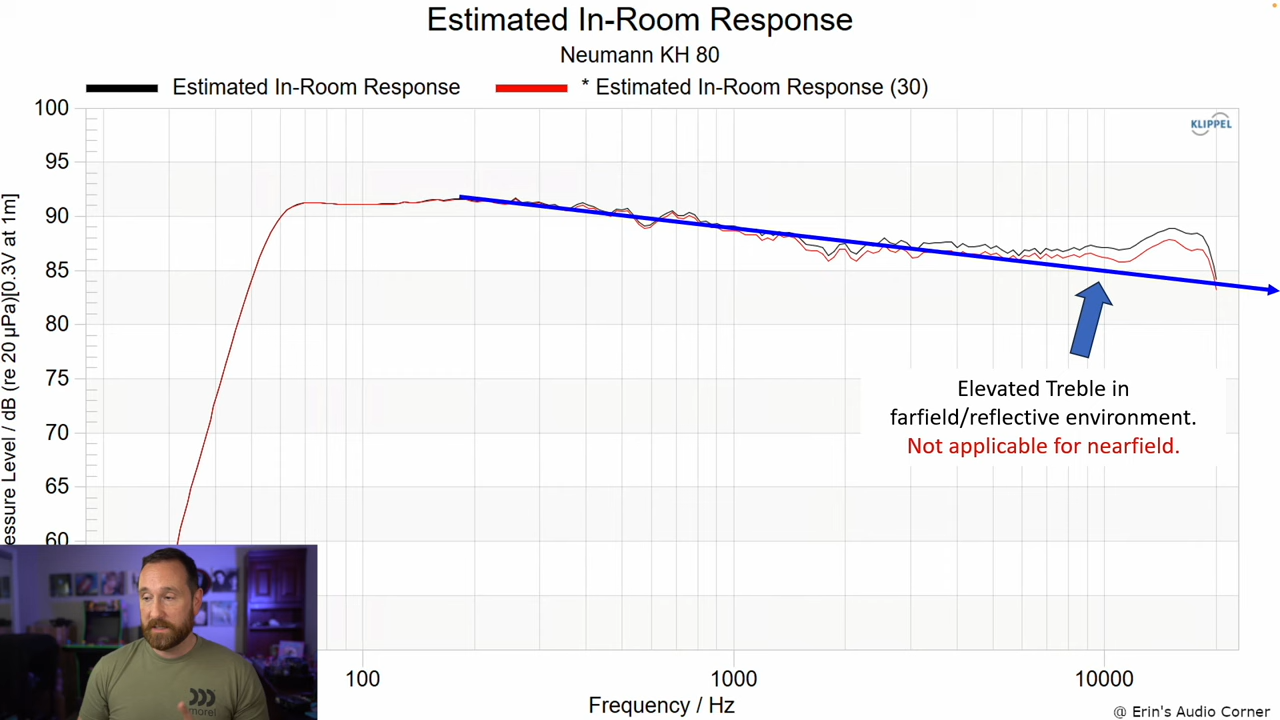 Estimated In-Room Response
Neumann KH 80
Estimated In-Room Response
* Estimated In-Room Response (30)
100
95
90
85
80
75
70
65
60
essure Level / dB (re 20 µPa)[0.3V at 1m]
KLIPPEL
Elevated Treble in
farfield/reflective environment.
Not applicable for nearfield.
morel
100
1000
10000
Frequency / Hz
@ Erin's Audio Corner